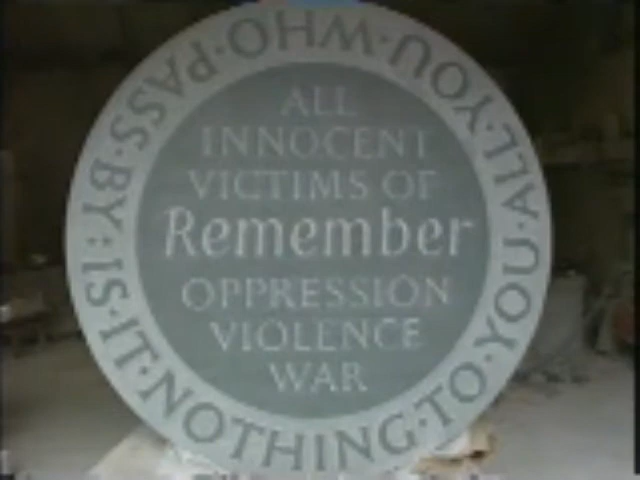 ALL
INNOCENT
VICTIMS OF
Remember
OPPRESSION
VIOLENCE
WAR
IS·IT·NOTHING·TO·YOU·ALL·YOU·WHO·PASS·BY: